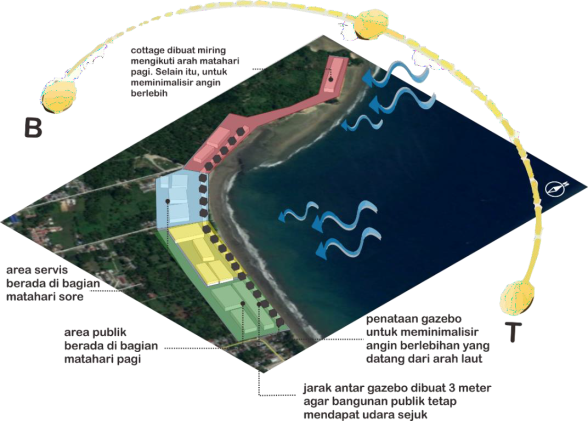 cottage dibuat miring
mengikuti arah matahari
pagi. Selain itu, untuk
meminimalisir angin
berlebih
B
T
area servis
berada di bagian
matahari sore
area publik
berada di bagian
matahari pagi
penataan gazebo
untuk meminimalisir
angin berlebihan yang
datang dari arah laut
jarak antar gazebo dibuat 3 meter
agar bangunan publik tetap
mendapat udara sejuk